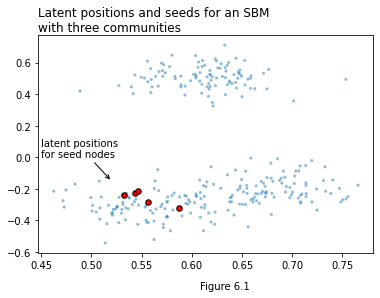 Latent positions and seeds for an SBM
with three communities
0.6
0.4
0.2
0.0
−0.2
−0.4
−0.6
latent positions
for seed nodes
0.45 0.50 0.55 0.60 0.65 0.70 0.75
Figure 6.1